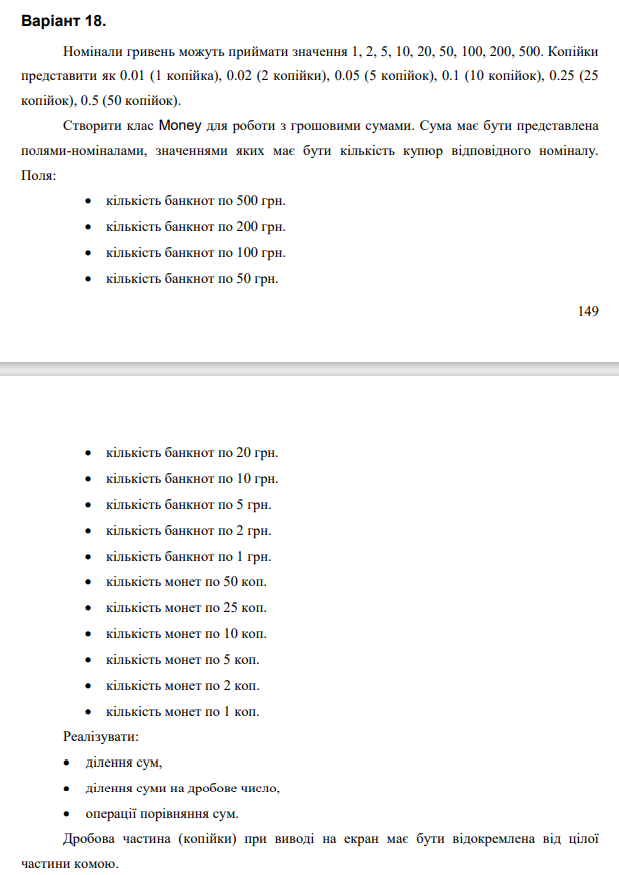 Варіант 18.
Номінали гривень можуть приймати значення 1, 2, 5, 10, 20, 50, 100, 200, 500. Копійки
представити як 0.01 (1 копійка), 0.02 (2 копійки), 0.05 (5 копійок), 0.1 (10 копійок), 0.25 (25
копійок), 0.5 (50 копійок).
Створити клас Money для роботи з грошовими сумами. Сума має бути представлена
полями-номіналами, значеннями яких має бути кількість купюр відповідного номіналу.
Поля:
• кількість банкнот по 500 грн.
• кількість банкнот по 200 грн.
• кількість банкнот по 100 грн.
• кількість банкнот по 50 грн.
149
• кількість банкнот по 20 грн.
• кількість банкнот по 10 грн.
• кількість банкнот по 5 грн.
• кількість банкнот по 2 грн.
• кількість банкнот по 1 грн.
• кількість монет по 50 коп.
• кількість монет по 25 коп.
• кількість монет по 10 коп.
• кількість монет по 5 коп.
• кількість монет по 2 коп.
• кількість монет по 1 коп.
Реалізувати:
• ділення сум,
• ділення суми на дробове число,
• операції порівняння сум.
Дробова частина (копійки) при виводі на екран має бути відокремлена від цілої
частини комою.